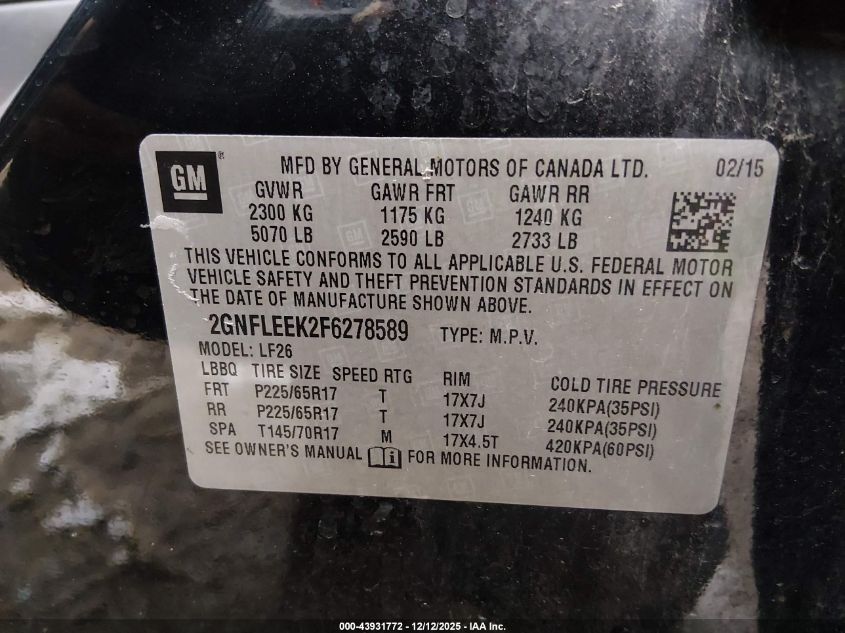 GM ® MFD BY GENERAL MOTORS OF CANADA LTD. 02/15
GVWR GAWR FRT GAWR RR
2300 KG 1175 KG 1240 KG
5070 LB 2590 LB 2733 LB
THIS VEHICLE CONFORMS TO ALL APPLICABLE U.S. FEDERAL MOTOR
VEHICLE SAFETY AND THEFT PREVENTION STANDARDS IN EFFECT ON
THE DATE OF MANUFACTURE SHOWN ABOVE.
2GNFLEEK2F6278589 TYPE: M.P.V.
MODEL: LF26
LBBQ TIRE SIZE SPEED RTG RIM COLD TIRE PRESSURE
FRT P225/65R17 T 17X7J 240KPA(35PSI)
RR P225/65R17 T 17X7J 240KPA(35PSI)
SPA T145/70R17 M 17X4.5T 420KPA(60PSI)
SEE OWNER'S MANUAL FOR MORE INFORMATION.
000-43931772 - 12/12/2025 - IAA Inc.